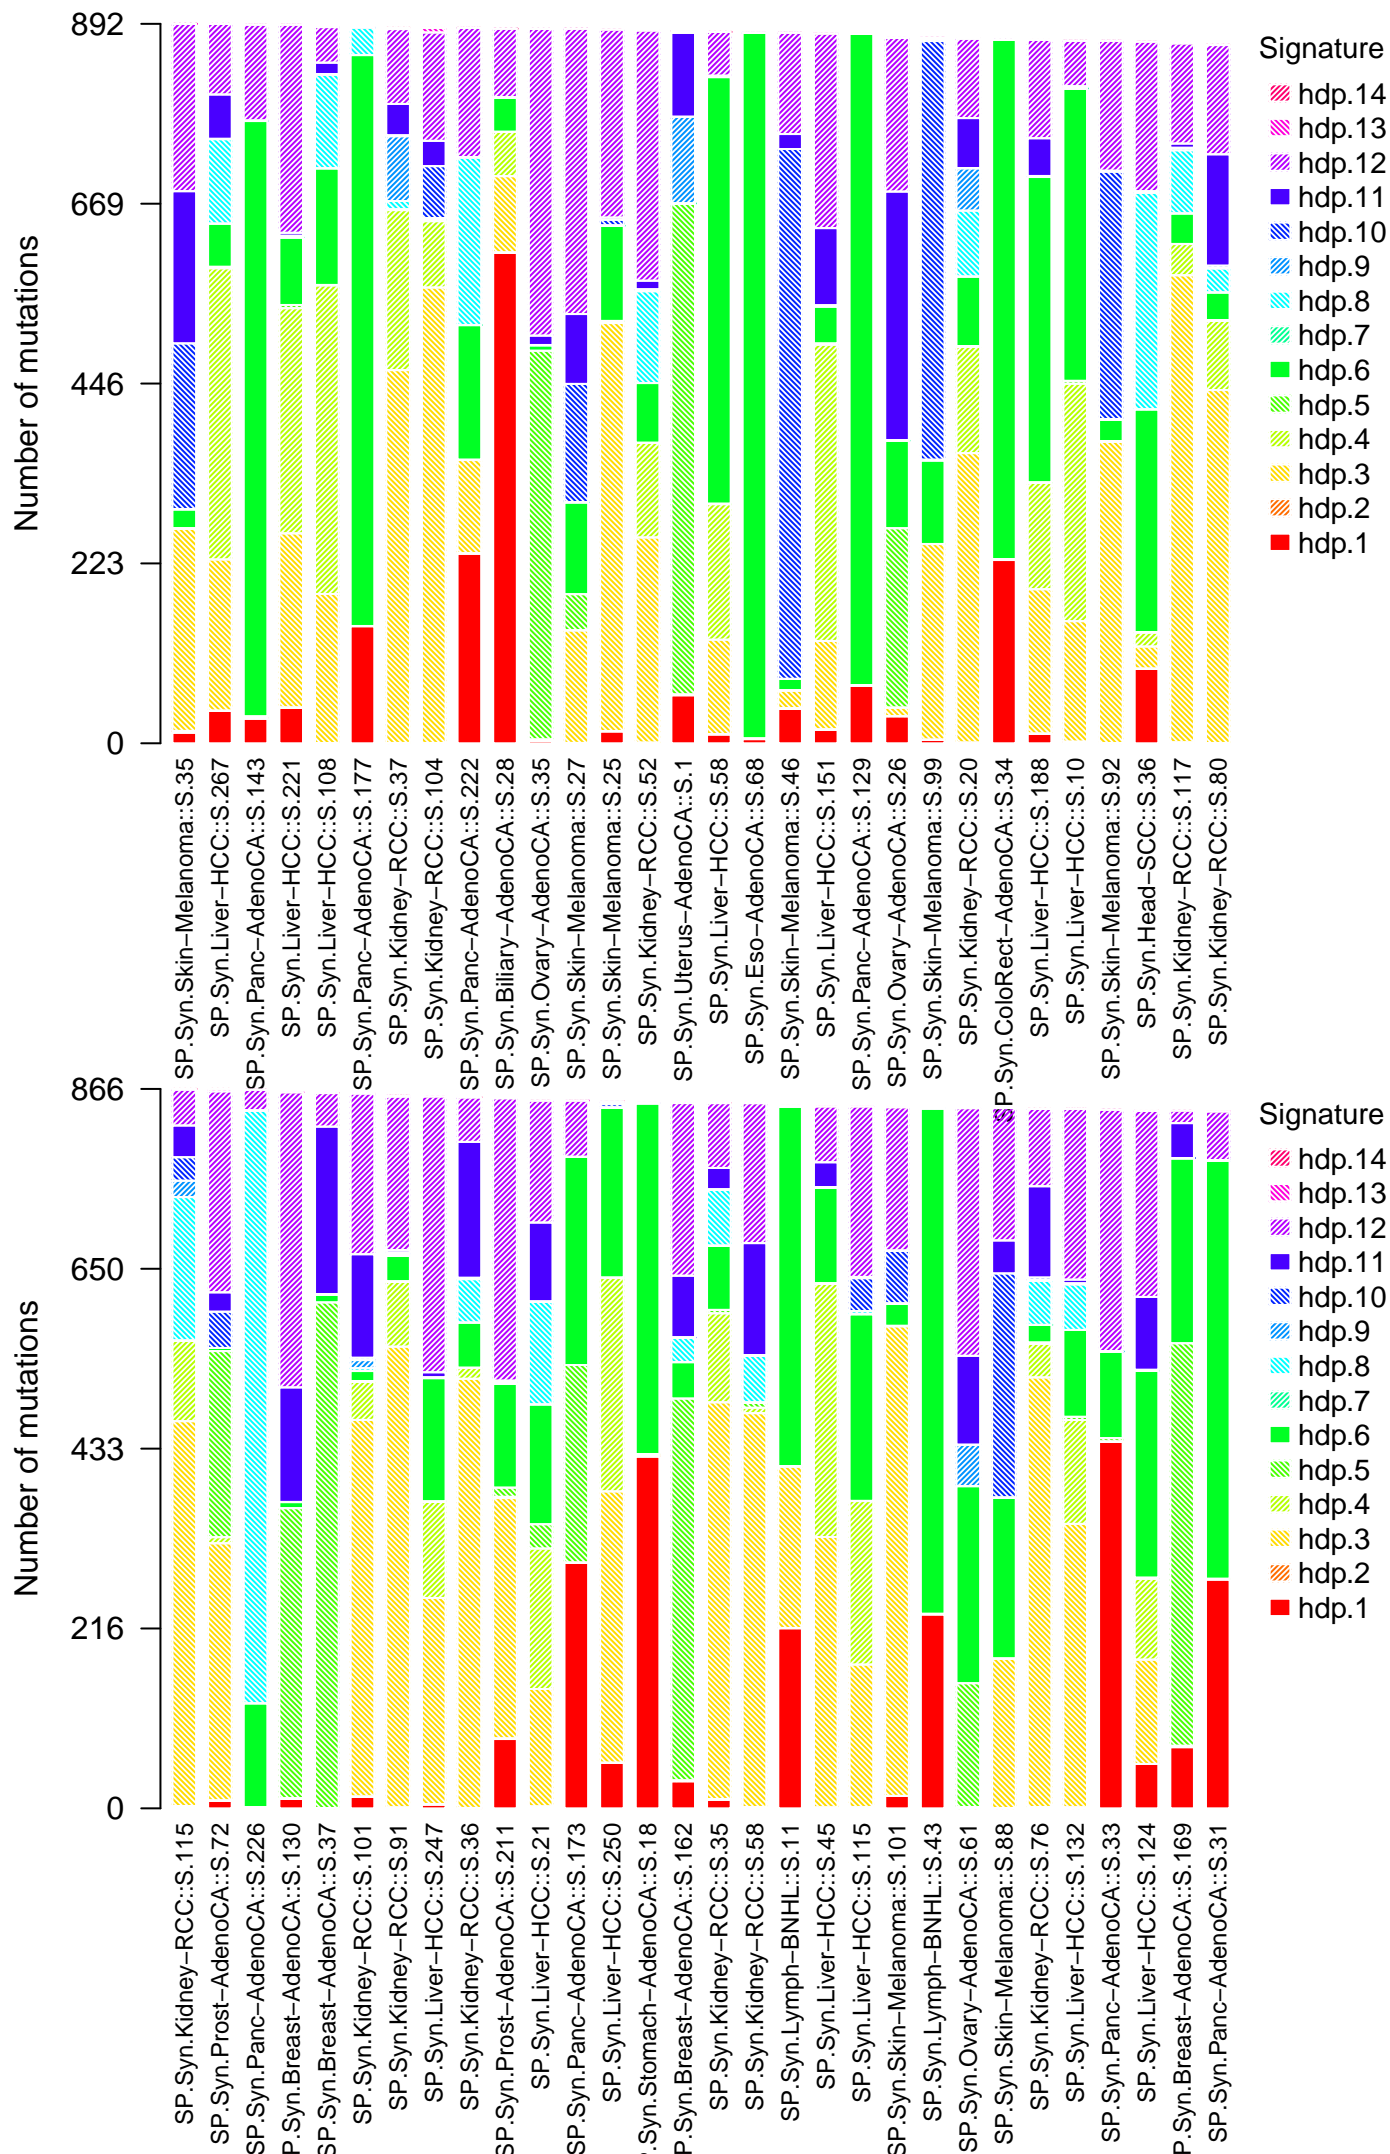 Number of mutations
892
669
446
223
0
Signature
hdp.14
hdp.13
hdp.12
hdp.11
hdp.10
hdp.9
hdp.8
hdp.7
hdp.6
hdp.5
hdp.4
hdp.3
hdp.2
hdp.1
SP.Syn.Skin−Melanoma::S.35
SP.Syn.Liver−HCC::S.267
SP.Syn.Panc−AdenoCA::S.143
SP.Syn.Liver−HCC::S.221
SP.Syn.Liver−HCC::S.108
SP.Syn.Panc−AdenoCA::S.177
SP.Syn.Kidney−RCC::S.37
SP.Syn.Kidney−RCC::S.104
SP.Syn.Panc−AdenoCA::S.222
SP.Syn.Biliary−AdenoCA::S.28
SP.Syn.Ovary−AdenoCA::S.35
SP.Syn.Skin−Melanoma::S.27
SP.Syn.Skin−Melanoma::S.25
SP.Syn.Kidney−RCC::S.52
SP.Syn.Uterus−AdenoCA::S.1
SP.Syn.Liver−HCC::S.58
SP.Syn.Eso−AdenoCA::S.68
SP.Syn.Skin−Melanoma::S.46
SP.Syn.Liver−HCC::S.151
SP.Syn.Panc−AdenoCA::S.129
SP.Syn.Ovary−AdenoCA::S.26
SP.Syn.Skin−Melanoma::S.99
SP.Syn.Kidney−RCC::S.20
SP.Syn.ColoRect−AdenoCA::S.34
SP.Syn.Liver−HCC::S.188
SP.Syn.Liver−HCC::S.10
SP.Syn.Skin−Melanoma::S.92
SP.Syn.Head−SCC::S.36
SP.Syn.Kidney−RCC::S.117
SP.Syn.Kidney−RCC::S.80
Number of mutations
866
650
433
216
0
Signature
hdp.14
hdp.13
hdp.12
hdp.11
hdp.10
hdp.9
hdp.8
hdp.7
hdp.6
hdp.5
hdp.4
hdp.3
hdp.2
hdp.1
SP.Syn.Kidney−RCC::S.115
SP.Syn.Prost−AdenoCA::S.72
SP.Syn.Panc−AdenoCA::S.226
P.Syn.Breast−AdenoCA::S.130
SP.Syn.Breast−AdenoCA::S.37
SP.Syn.Kidney−RCC::S.101
SP.Syn.Kidney−RCC::S.91
SP.Syn.Liver−HCC::S.247
SP.Syn.Kidney−RCC::S.36
SP.Syn.Prost−AdenoCA::S.211
SP.Syn.Liver−HCC::S.21
SP.Syn.Panc−AdenoCA::S.173
SP.Syn.Liver−HCC::S.250
.Syn.Stomach−AdenoCA::S.18
P.Syn.Breast−AdenoCA::S.162
SP.Syn.Kidney−RCC::S.35
SP.Syn.Kidney−RCC::S.58
SP.Syn.Lymph−BNHL::S.11
SP.Syn.Liver−HCC::S.45
SP.Syn.Liver−HCC::S.115
SP.Syn.Skin−Melanoma::S.101
SP.Syn.Lymph−BNHL::S.43
SP.Syn.Ovary−AdenoCA::S.61
SP.Syn.Skin−Melanoma::S.88
SP.Syn.Kidney−RCC::S.76
SP.Syn.Liver−HCC::S.132
SP.Syn.Panc−AdenoCA::S.33
SP.Syn.Liver−HCC::S.124
P.Syn.Breast−AdenoCA::S.169
SP.Syn.Panc−AdenoCA::S.31